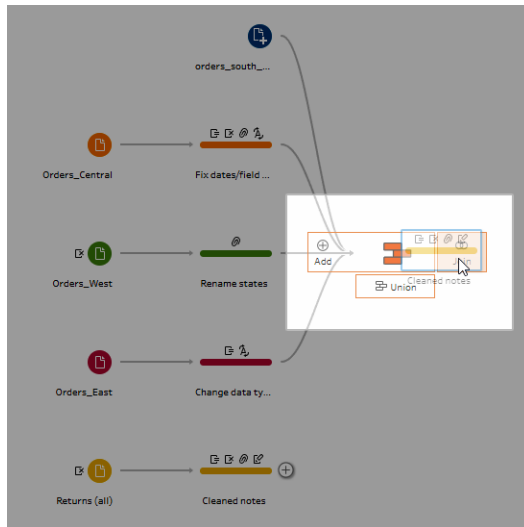 orders_south_...
Orders_Central
Fix dates/field ...
Add
Join
Union
Cleaned notes
Orders_West
Rename states
Orders_East
Change data ty...
Returns (all)
Cleaned notes